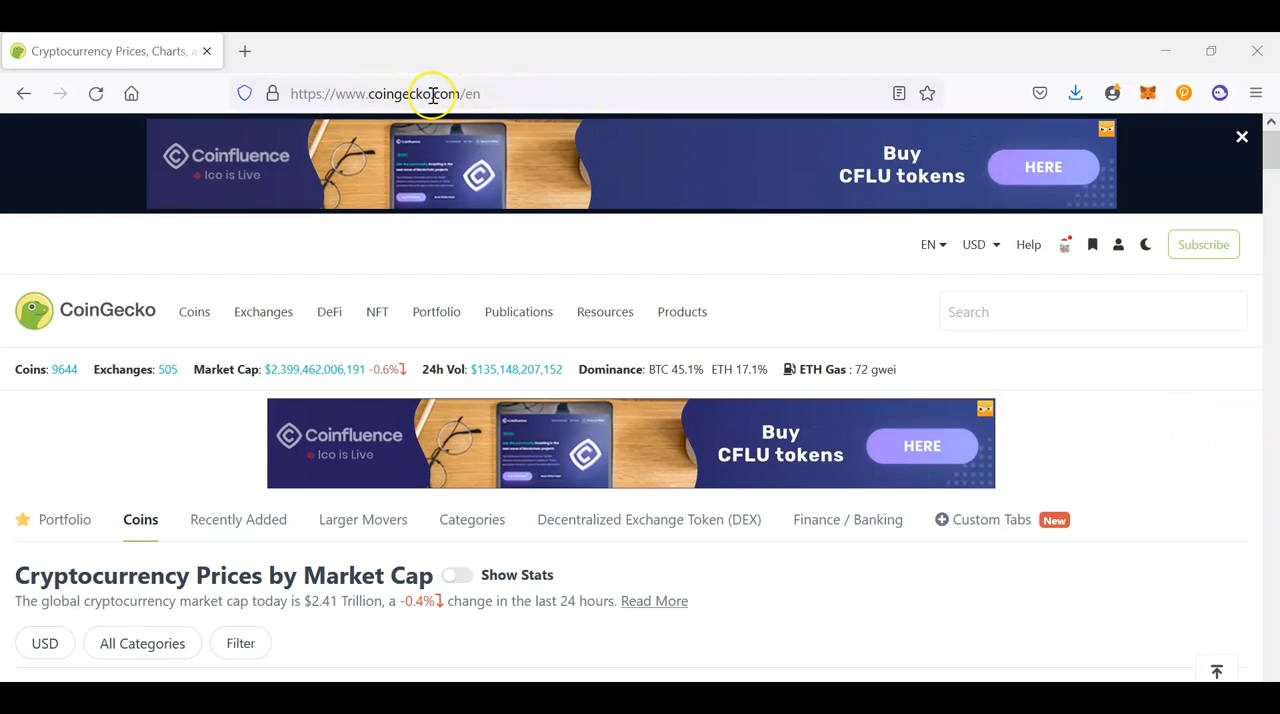 Cryptocurrency Prices, Charts, a
https://www.coingecko.com/en
Coinfluence
Ico is Live
Buy
CFLU tokens
HERE
EN USD Help Subscribe
CoinGecko Coins Exchanges DeFi NFT Portfolio Publications Resources Products Search
Coins: 9644 Exchanges: 505 Market Cap: $2,399,462,006,191 -0.6% 24h Vol: $135,148,207,152 Dominance: BTC 45.1% ETH 17.1% ETH Gas : 72 gwei
Coinfluence
Ico is Live
Buy
CFLU tokens
HERE
Portfolio Coins Recently Added Larger Movers Categories Decentralized Exchange Token (DEX) Finance / Banking Custom Tabs New
Cryptocurrency Prices by Market Cap Show Stats
The global cryptocurrency market cap today is $2.41 Trillion, a -0.4% change in the last 24 hours. Read More
USD All Categories Filter